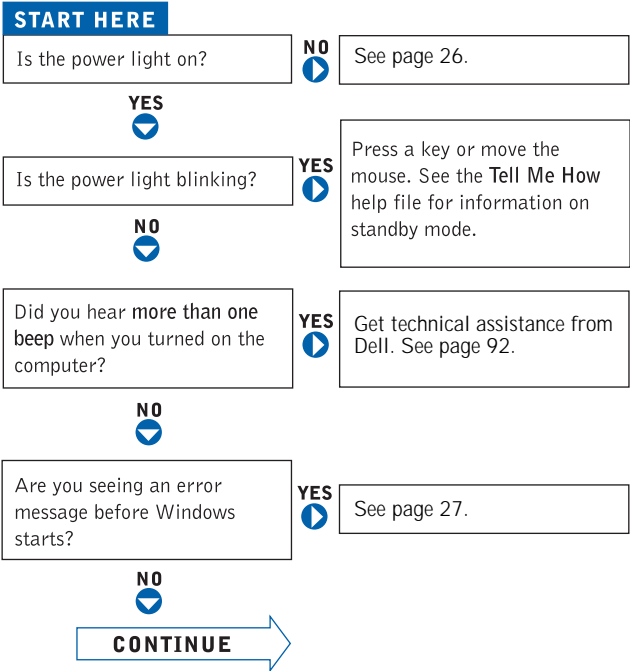 START HERE
Is the power light on?
NO
See page 26.
YES
Is the power light blinking?
YES
Press a key or move the
mouse. See the Tell Me How
help file for information on
standby mode.
NO
Did you hear more than one
beep when you turned on the
computer?
YES
Get technical assistance from
Dell. See page 92.
NO
Are you seeing an error
message before Windows
starts?
YES
See page 27.
NO
CONTINUE